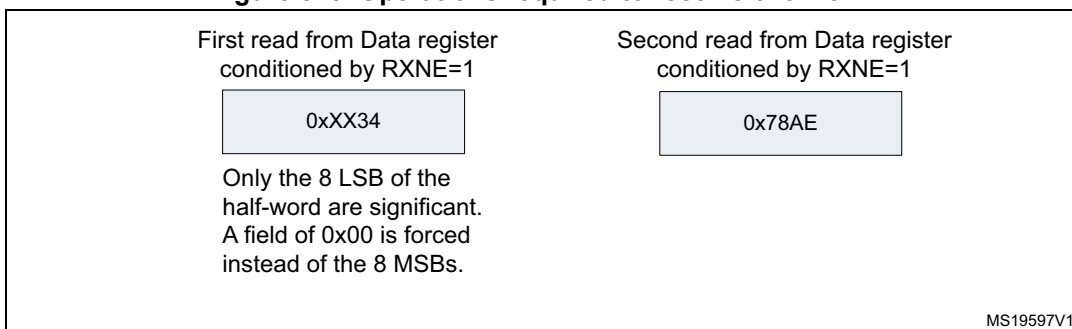 First read from Data register
conditioned by RXNE=1
0xXX34
Only the 8 LSB of the
half-word are significant.
A field of 0x00 is forced
instead of the 8 MSBs.
Second read from Data register
conditioned by RXNE=1
0x78AE
MS19597V1